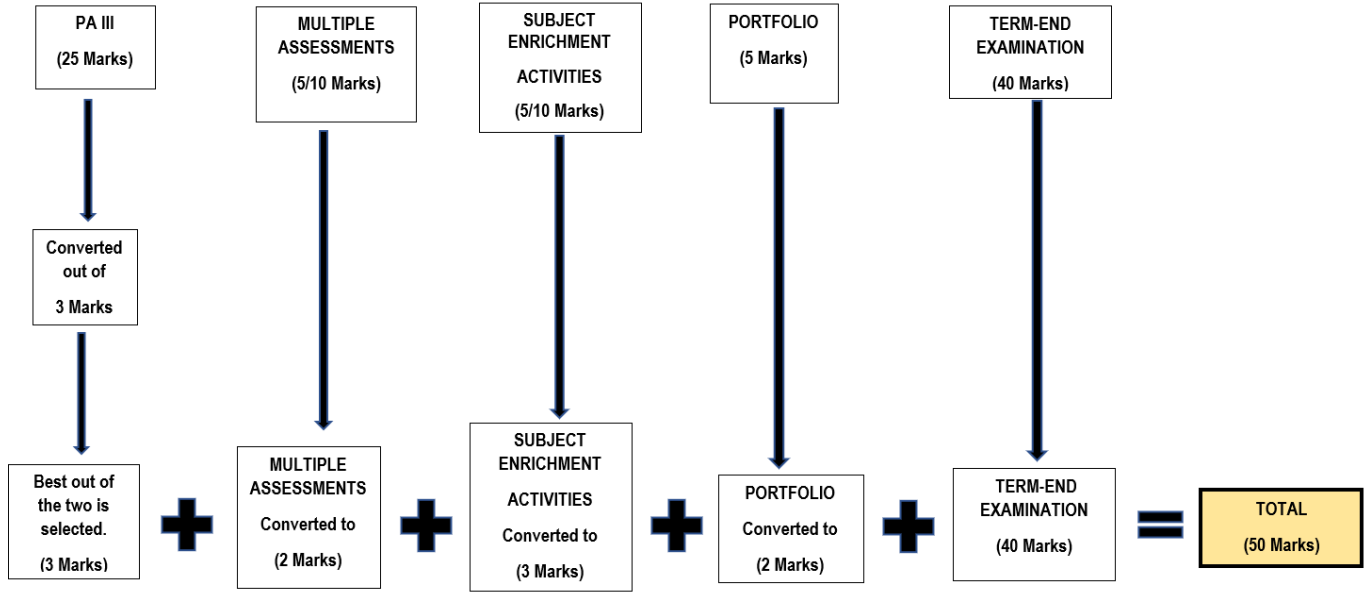 PA III
(25 Marks)
MULTIPLE
ASSESSMENTS
(5/10 Marks)
SUBJECT
ENRICHMENT
ACTIVITIES
(5/10 Marks)
PORTFOLIO
(5 Marks)
TERM-END
EXAMINATION
(40 Marks)
Converted
out of
3 Marks
Best out of
the two is
selected.
(3 Marks)
MULTIPLE
ASSESSMENTS
Converted to
(2 Marks)
SUBJECT
ENRICHMENT
ACTIVITIES
Converted to
(3 Marks)
PORTFOLIO
Converted to
(2 Marks)
TERM-END
EXAMINATION
(40 Marks)
TOTAL
(50 Marks)